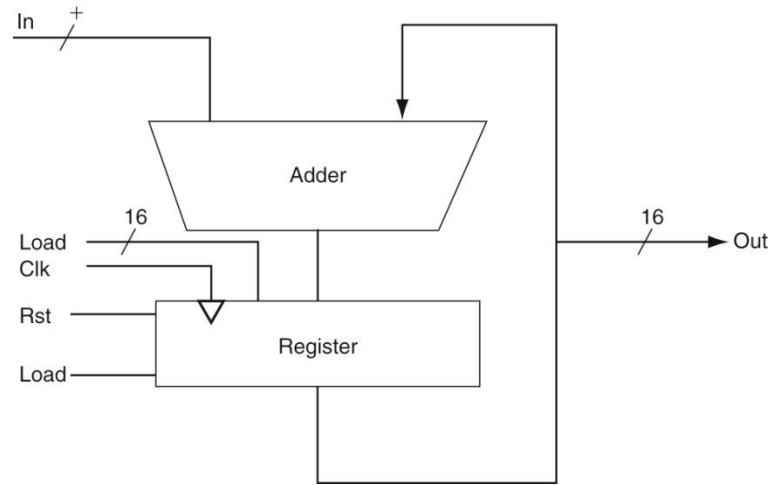 In
+
Adder
16
16
Load
Out
Clk
Rst
Register
Load